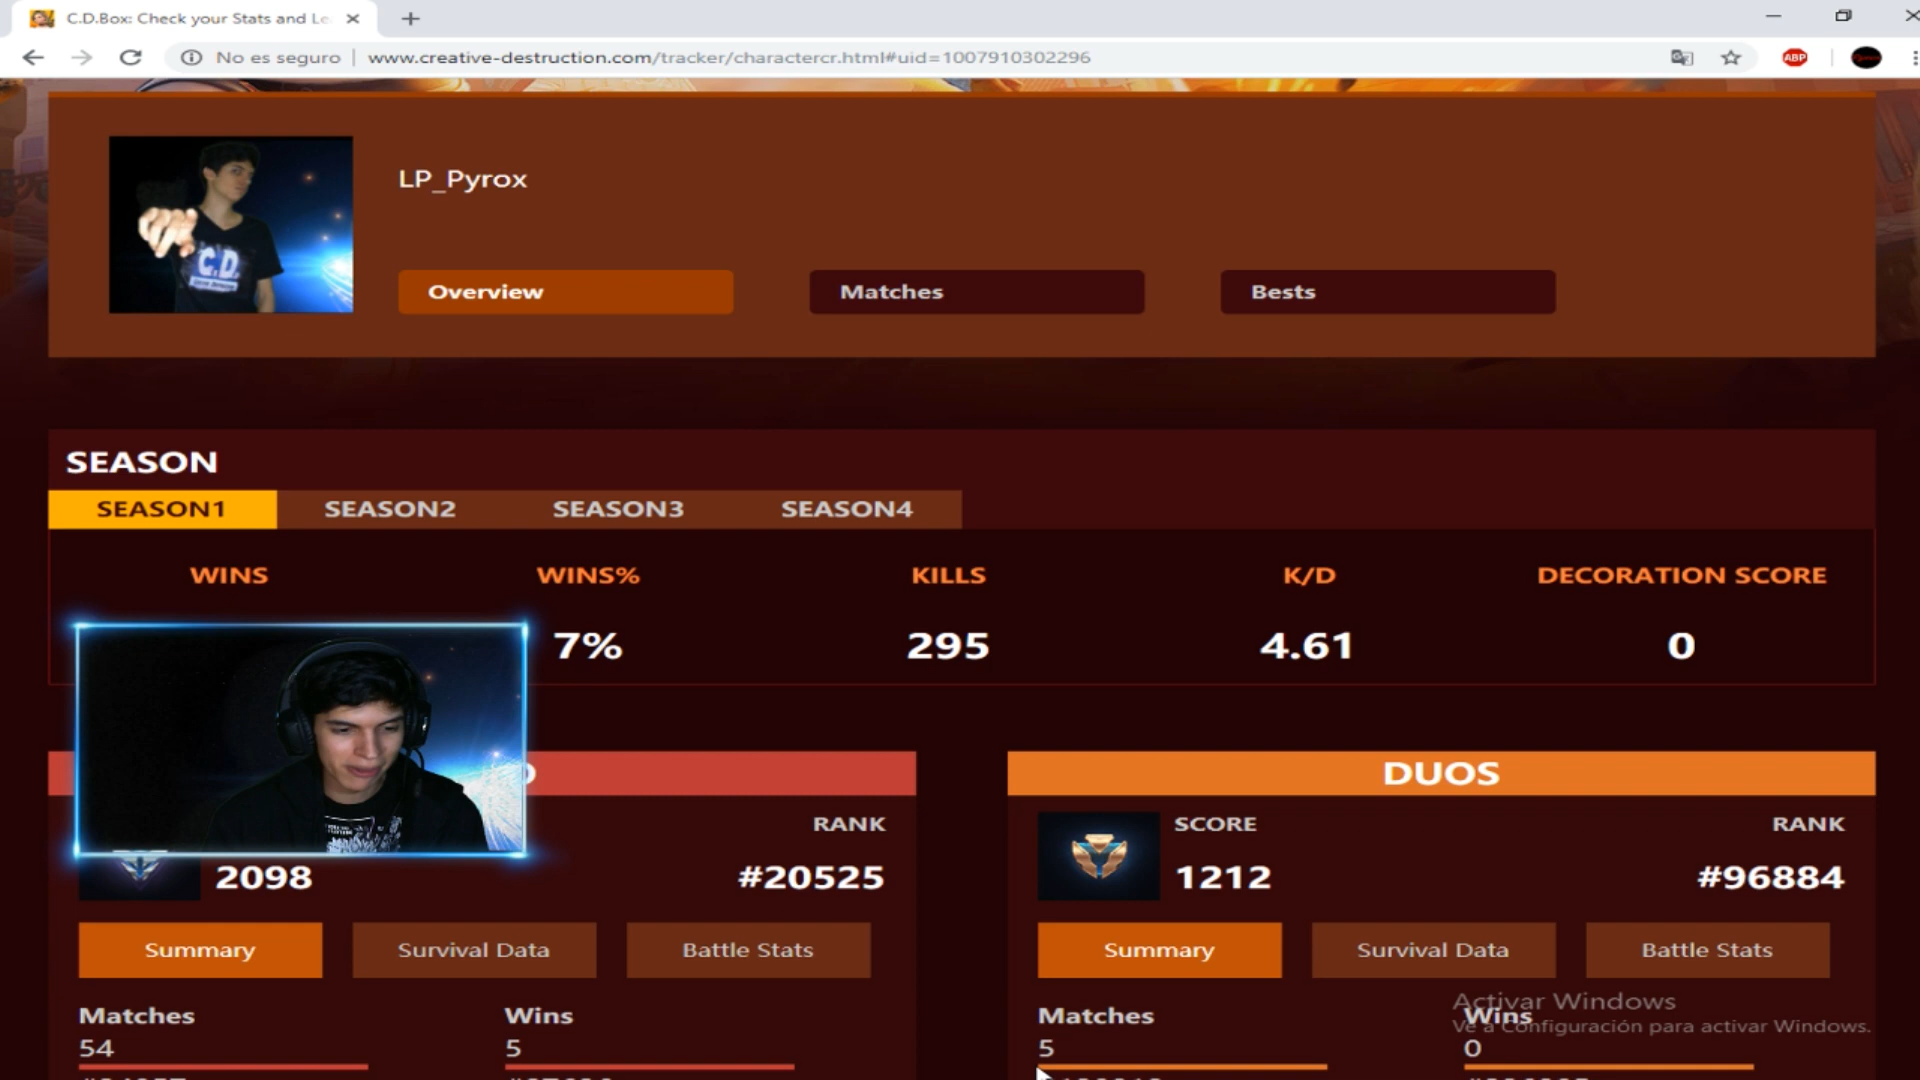 C.D.Box: Check your Stats and Le
No es seguro | www.creative-destruction.com/tracker/charactercr.html#uid=1007910302296
ABP
LP_Pyrox
C.D.
Overview Matches Bests
SEASON
SEASON1 SEASON2 SEASON3 SEASON4
WINS WINS% KILLS K/D DECORATION SCORE
7% 295 4.61 0
DUOS
RANK
2098 #20525
SCORE RANK
1212 #96884
Summary Survival Data Battle Stats
Summary Survival Data Battle Stats
Matches Wins
54 5
Matches Wins
5 0
Activar Windows
Ve a Configuración para activar Windows.